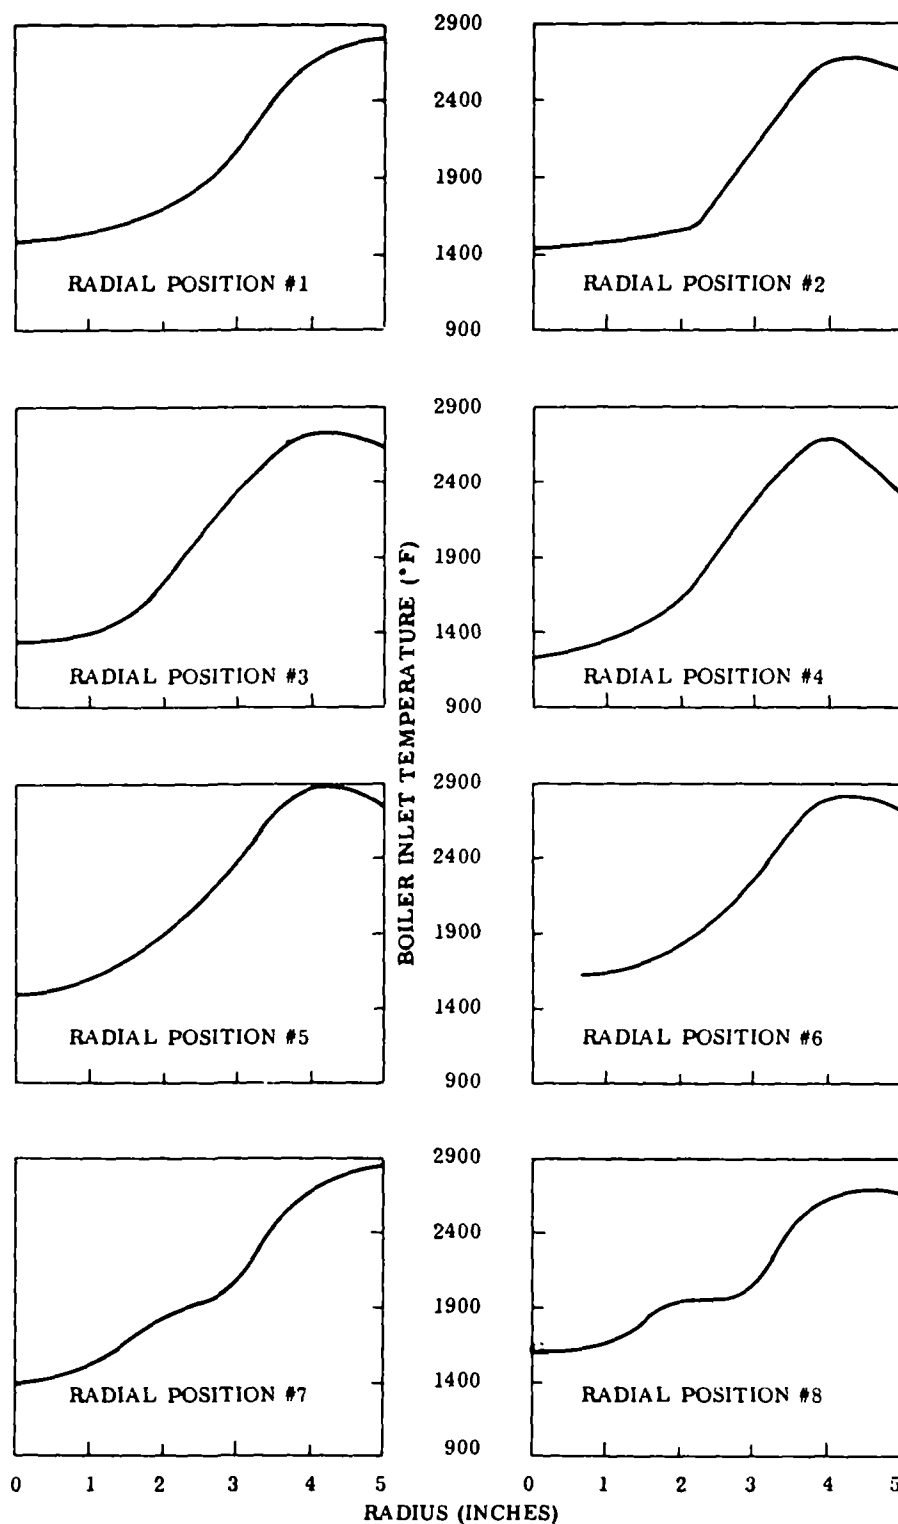 2900
2400
1900
1400
900
RADIAL POSITION #1
RADIAL POSITION #2
2900
2400
1900
1400
900
RADIAL POSITION #3
RADIAL POSITION #4
BOILER INLET TEMPERATURE (°F)
2900
2400
1900
1400
900
RADIAL POSITION #5
RADIAL POSITION #6
2900
2400
1900
1400
900
RADIAL POSITION #7
RADIAL POSITION #8
0 1 2 3 4 5 0 1 2 3 4 5
RADIUS (INCHES)